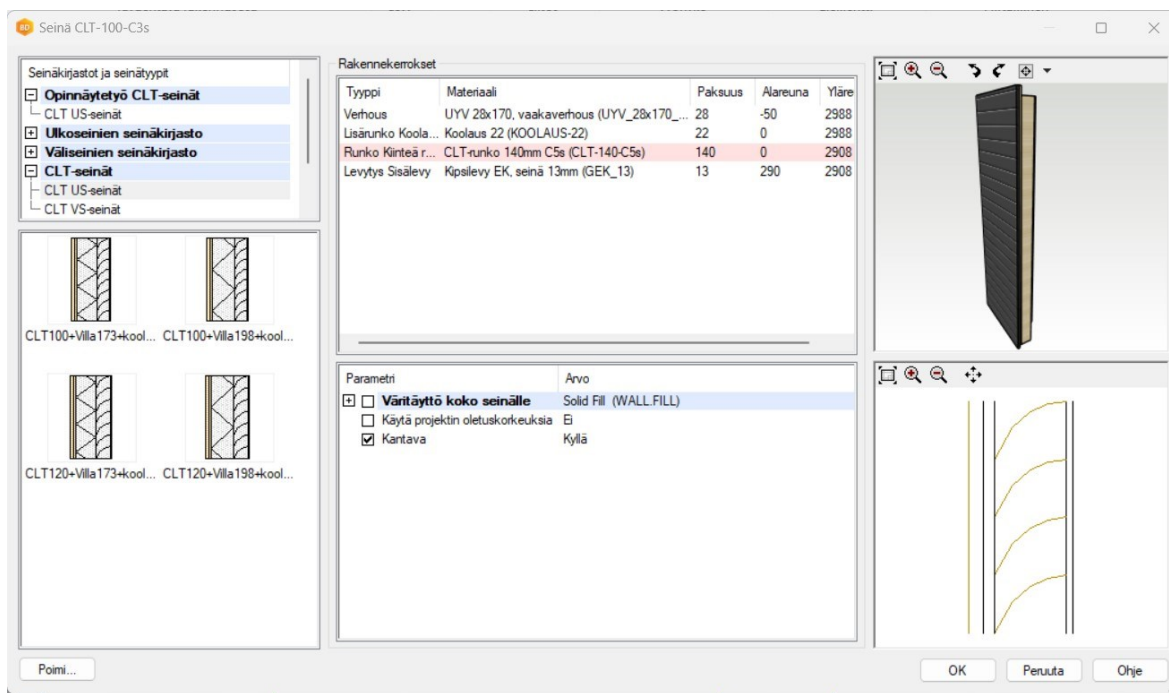 BD Seinä CLT-100-C3s
Seinäkirjastot ja seinätyypit
Opinnäytetyö CLT-seinät
CLT US-seinät
Ulkoseinien seinäkirjasto
Väliseinien seinäkirjasto
CLT-seinät
CLT US-seinät
CLT VS-seinät
CLT100+Villa173+kool... CLT100+Villa198+kool...
CLT120+Villa173+kool... CLT120+Villa198+kool...
Rakennekerrokset
Tyyppi Materiaali Paksuus Alareuna Yläre
Verhous UYV 28x170, vaakaverhous (UYV_28x170_... 28 -50 2988
Lisärunko Koola... Koolaus 22 (KOOLAUS-22) 22 0 2988
Runko Kiinteä r... CLT-runko 140mm C5s (CLT-140-C5s) 140 0 2908
Levytys Sisälevy Kipsilevy EK, seinä 13mm (GEK_13) 13 290 2908
Parametri Arvo
Väritäyttö koko seinälle Solid Fill (WALL.FILL)
Käytä projektin oletuskorkeuksia Ei
Kantava Kyllä
Poimi... OK Peruuta Ohje